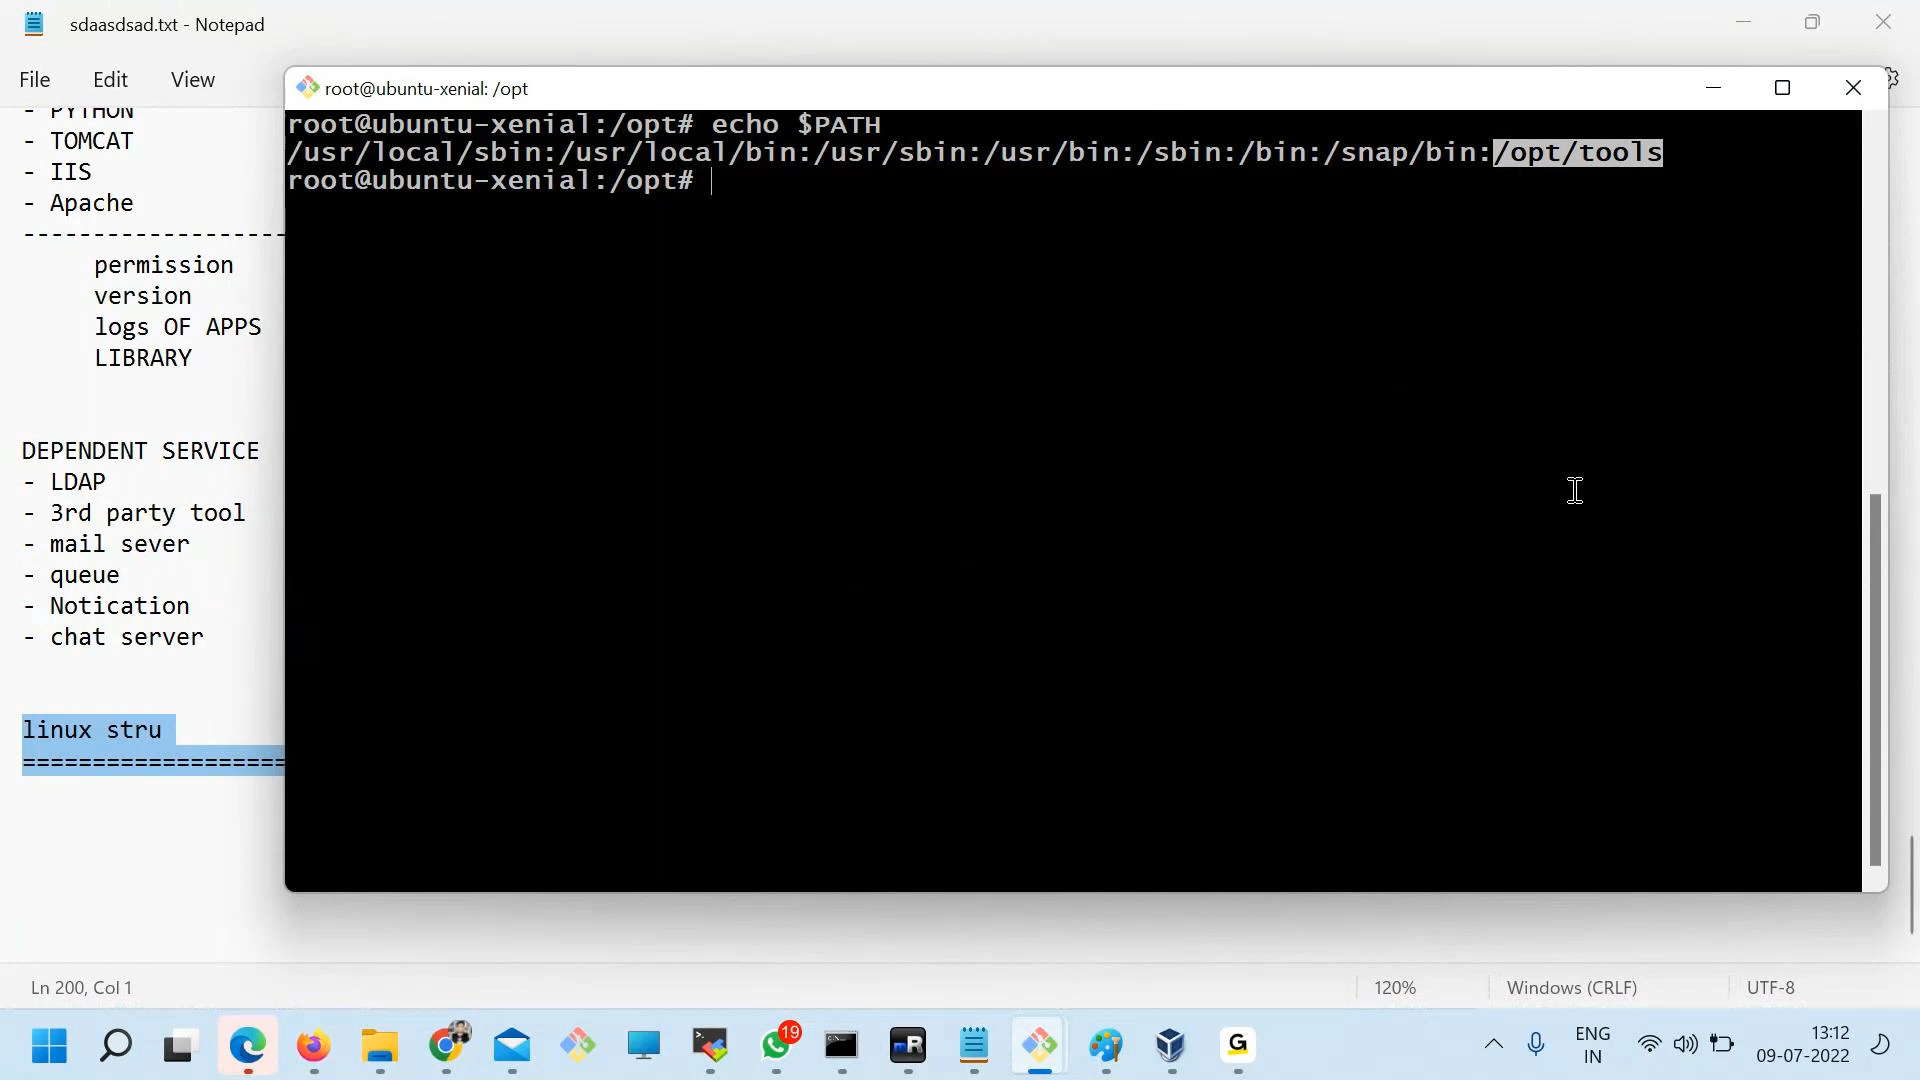 sdaasdsad.txt - Notepad
File Edit View
- PYTHON
- TOMCAT
- IIS
- Apache
-------------------
permission
version
logs OF APPS
LIBRARY
DEPENDENT SERVICE
- LDAP
- 3rd party tool
- mail sever
- queue
- Notication
- chat server
linux stru
===================
root@ubuntu-xenial: /opt
root@ubuntu-xenial:/opt# echo $PATH
/usr/local/sbin:/usr/local/bin:/usr/sbin:/usr/bin:/sbin:/bin:/snap/bin:/opt/tools
root@ubuntu-xenial:/opt#
Ln 200, Col 1 120% Windows (CRLF) UTF-8
19
mR
G
ENG
IN
13:12
09-07-2022